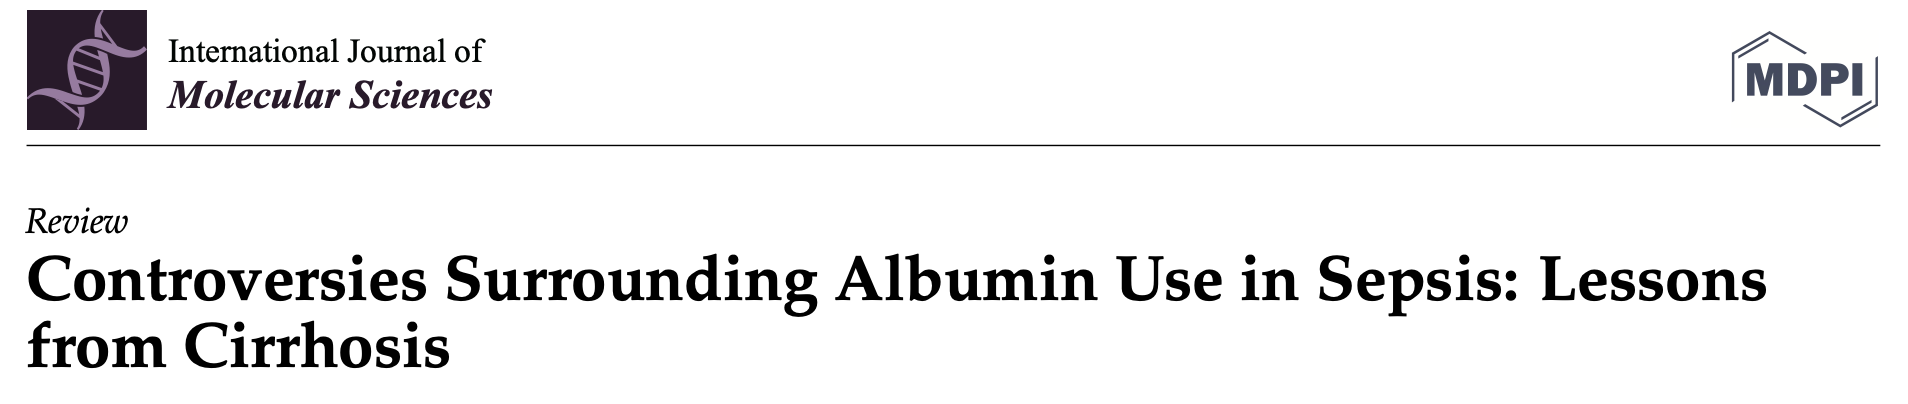 International Journal of
Molecular Sciences
MDPI
Review
Controversies Surrounding Albumin Use in Sepsis: Lessons
from Cirrhosis